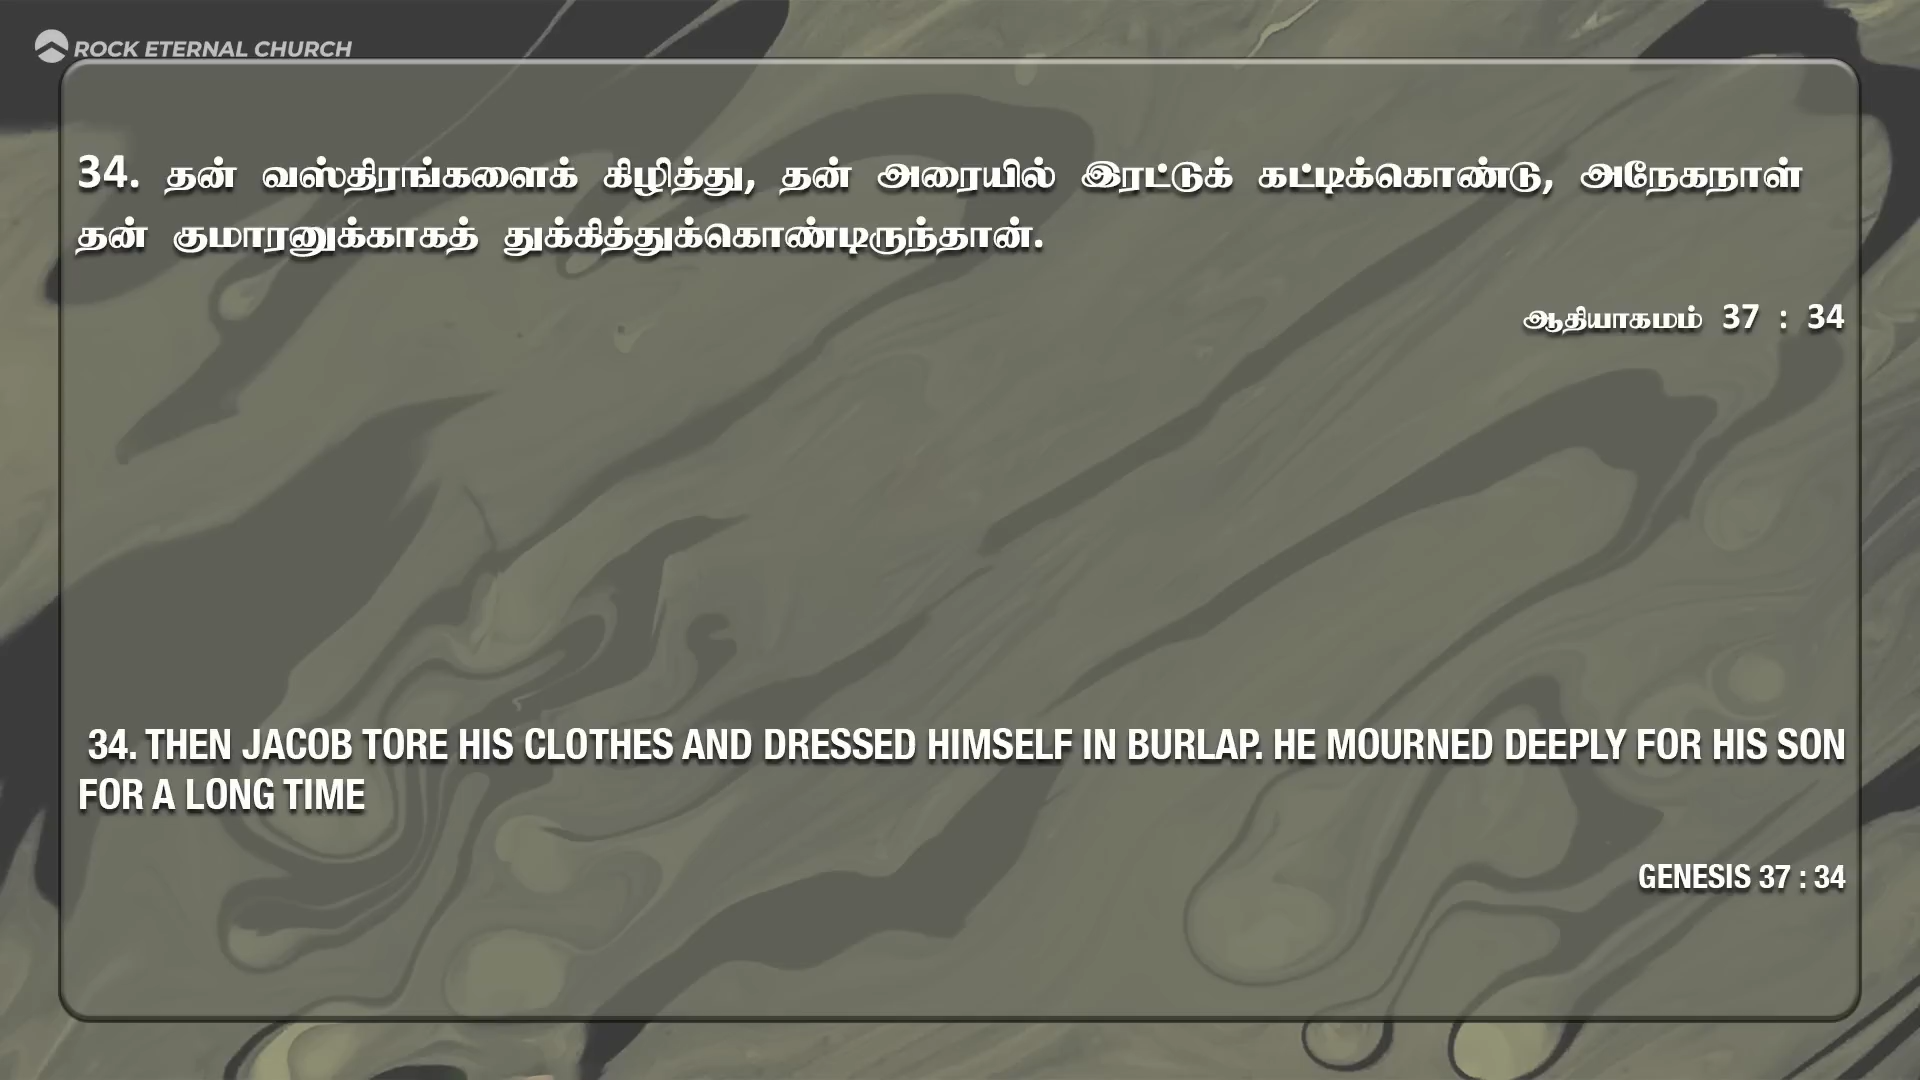 ROCK ETERNAL CHURCH
34. தன் வஸ்திரங்களைக் கிழித்து, தன் அரையில் இரட்டுக் கட்டிக்கொண்டு, அநேகநாள்
தன் குமாரனுக்காகத் துக்கித்துக்கொண்டிருந்தான்.
ஆதியாகமம் 37 : 34
34. THEN JACOB TORE HIS CLOTHES AND DRESSED HIMSELF IN BURLAP. HE MOURNED DEEPLY FOR HIS SON
FOR A LONG TIME
GENESIS 37 : 34